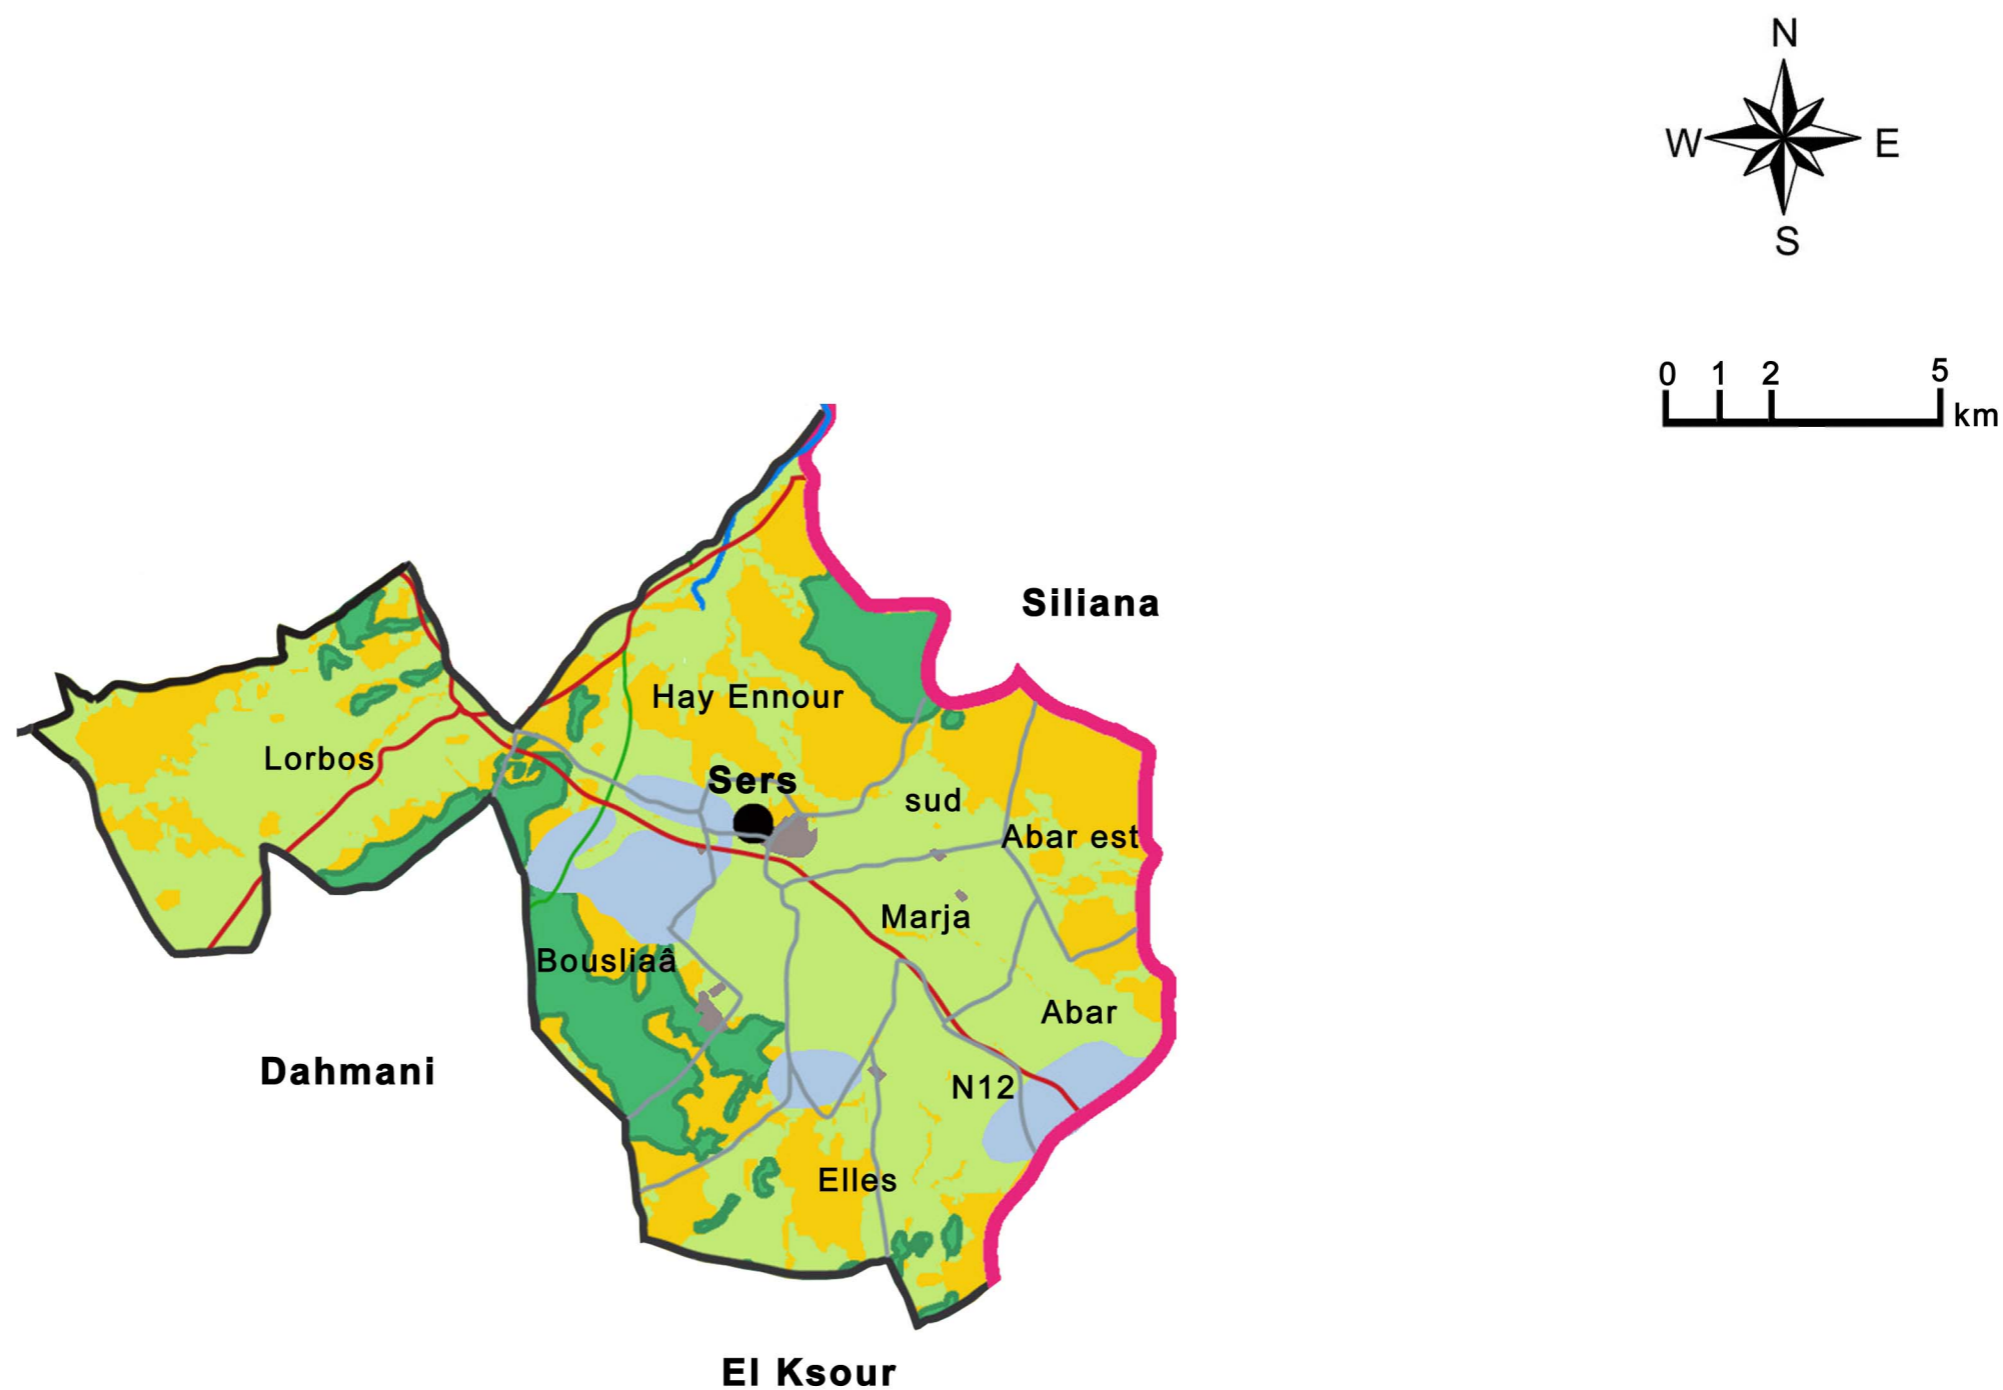 N
W
E
S
0 1 2 5
km
Siliana
Hay Ennour
Lorbos
Sers
sud
Abar est
Marja
Bousliaâ
Abar
Dahmani
N12
Elles
El Ksour